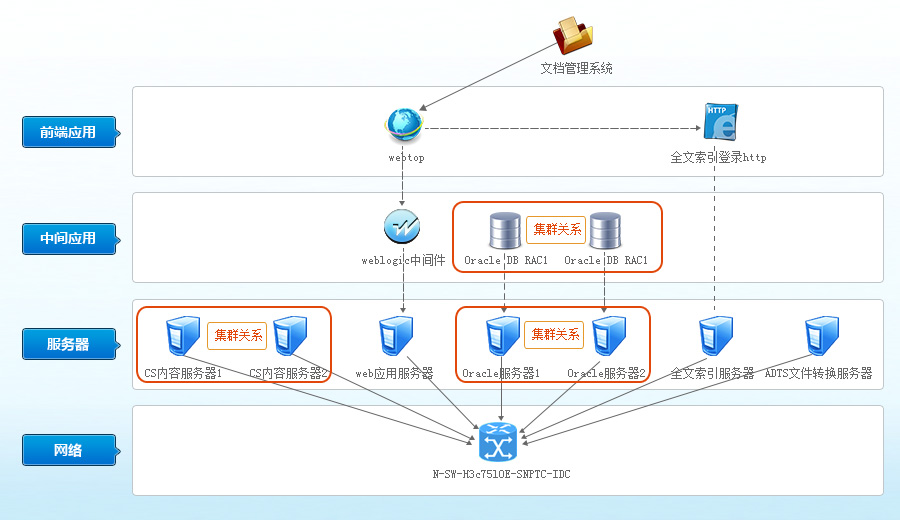 文档管理系统
前端应用
HTTP
webtop
全文索引登录http
中间应用
集群关系
weblogic中间件
Oracle DB RAC1
Oracle DB RAC1
服务器
集群关系
集群关系
CS内容服务器1
CS内容服务器2
web应用服务器
Oracle服务器1
Oracle服务器2
全文索引服务器
ADTS文件转换服务器
网络
N-SW-H3c7510E-SNPTC-IDC